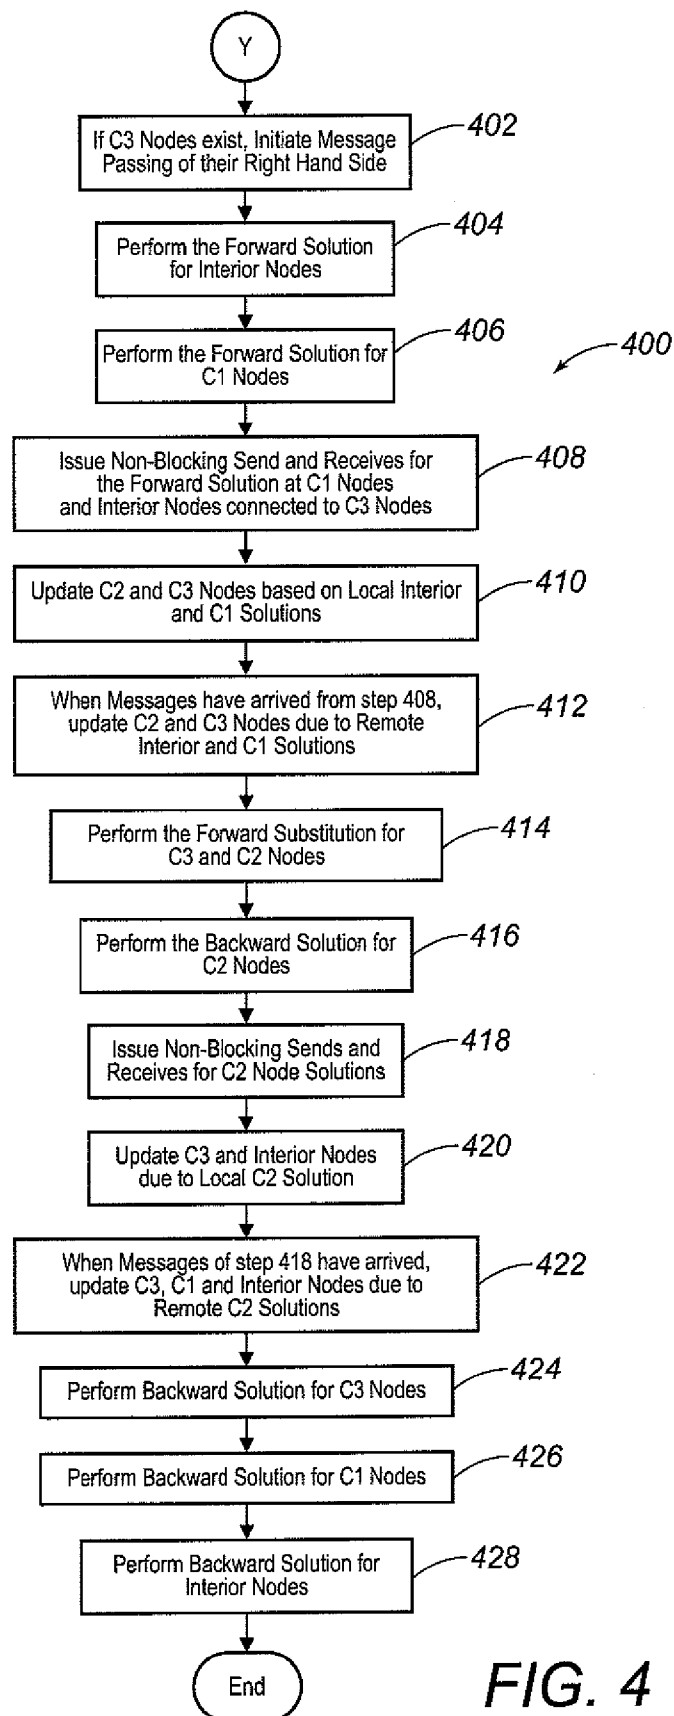 Y
If C3 Nodes exist, Initiate Message
Passing of their Right Hand Side
402
Perform the Forward Solution
for Interior Nodes
404
Perform the Forward Solution for
C1 Nodes
406
400
Issue Non-Blocking Send and Receives for
the Forward Solution at C1 Nodes
and Interior Nodes connected to C3 Nodes
408
Update C2 and C3 Nodes based on Local Interior
and C1 Solutions
410
When Messages have arrived from step 408,
update C2 and C3 Nodes due to Remote
Interior and C1 Solutions
412
Perform the Forward Substitution for
C3 and C2 Nodes
414
Perform the Backward Solution for
C2 Nodes
416
Issue Non-Blocking Sends and
Receives for C2 Node Solutions
418
Update C3 and Interior Nodes
due to Local C2 Solution
420
When Messages of step 418 have arrived,
update C3, C1 and Interior Nodes due to
Remote C2 Solutions
422
Perform Backward Solution for C3 Nodes
424
Perform Backward Solution for C1 Nodes
426
Perform Backward Solution for
Interior Nodes
428
End
FIG. 4